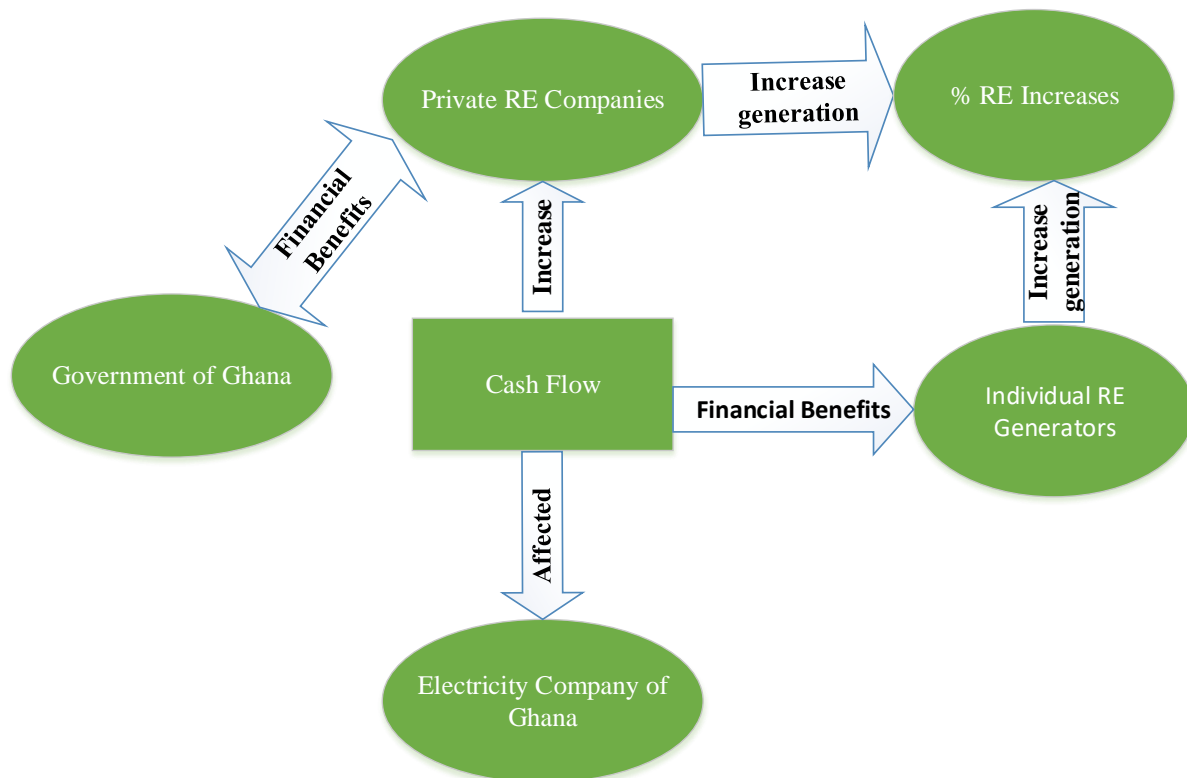 Private RE Companies
Increase
generation
% RE Increases
Financial
Benefits
Increase
Increase
generation
Government of Ghana
Cash Flow
Financial Benefits
Individual RE
Generators
Affected
Electricity Company of
Ghana